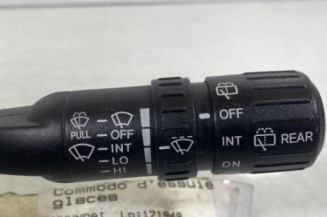 PULL OFF
INT
LO
HI
OFF
INT
ON
REAR
Commodo d'essuie
glaces